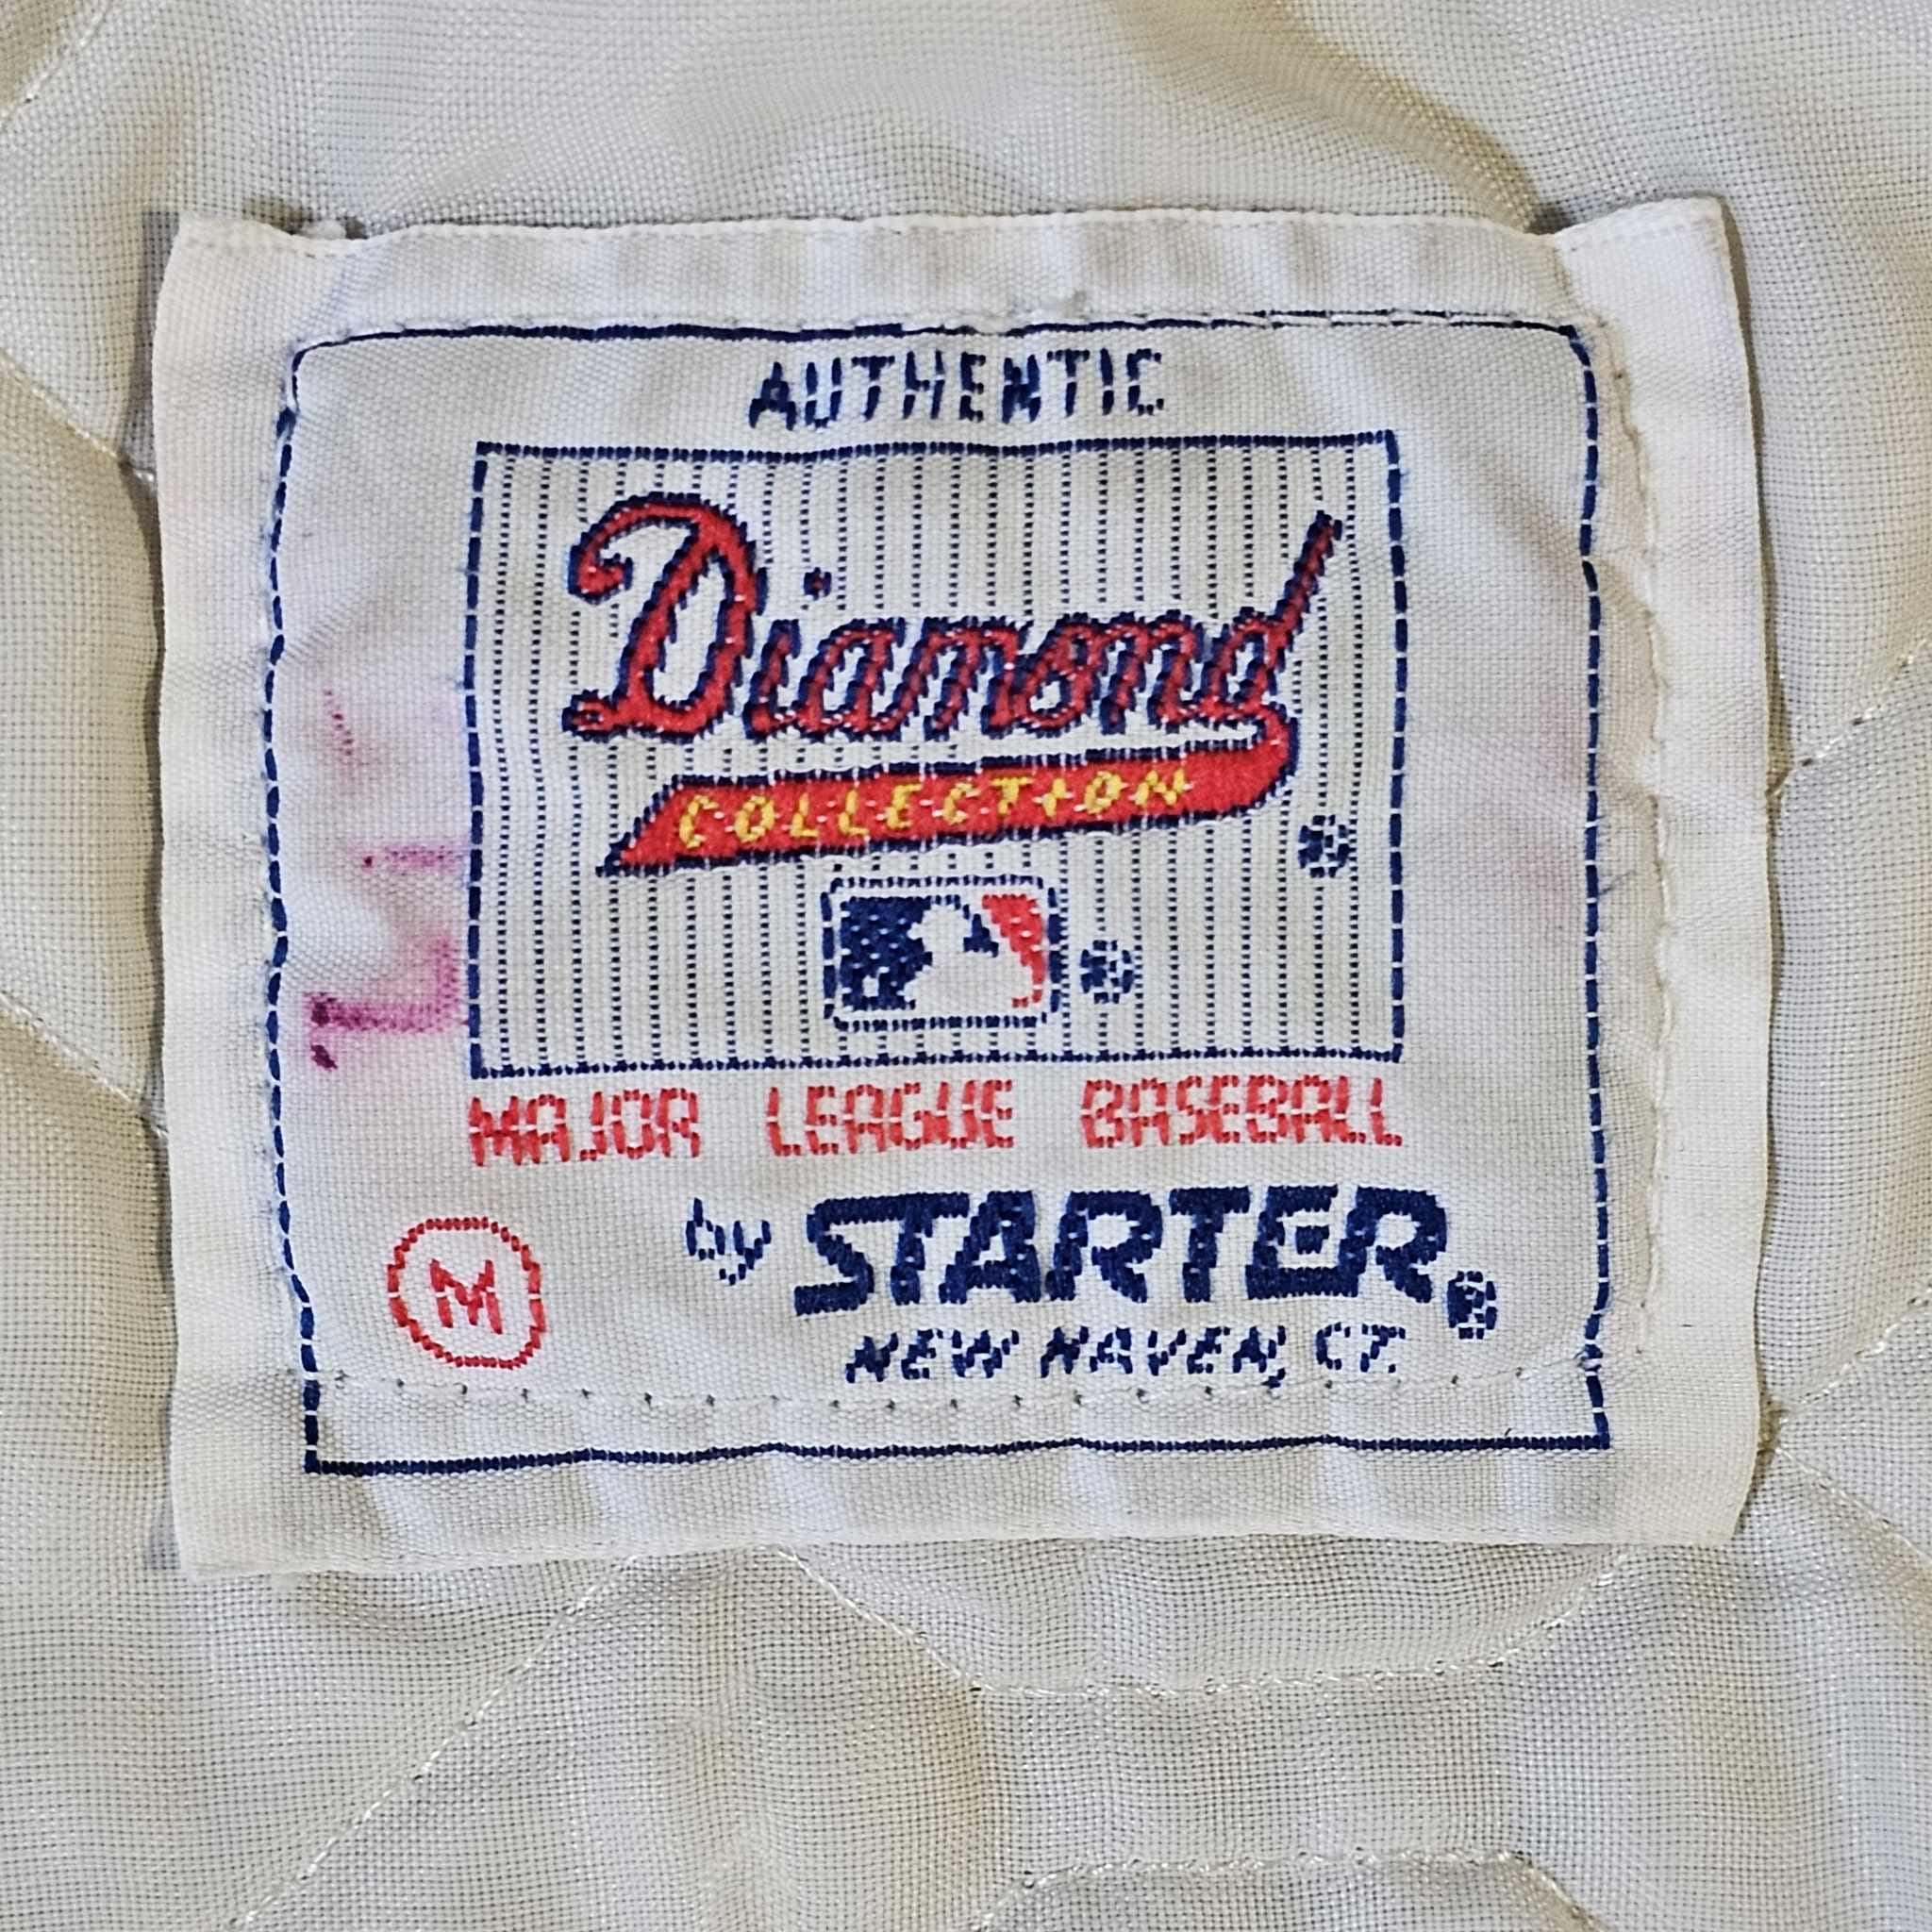 AUTHENTIC
Diamond
COLLECTION
®
®
MAJOR LEAGUE BASEBALL
by STARTER®
M
NEW HAVEN, CT.